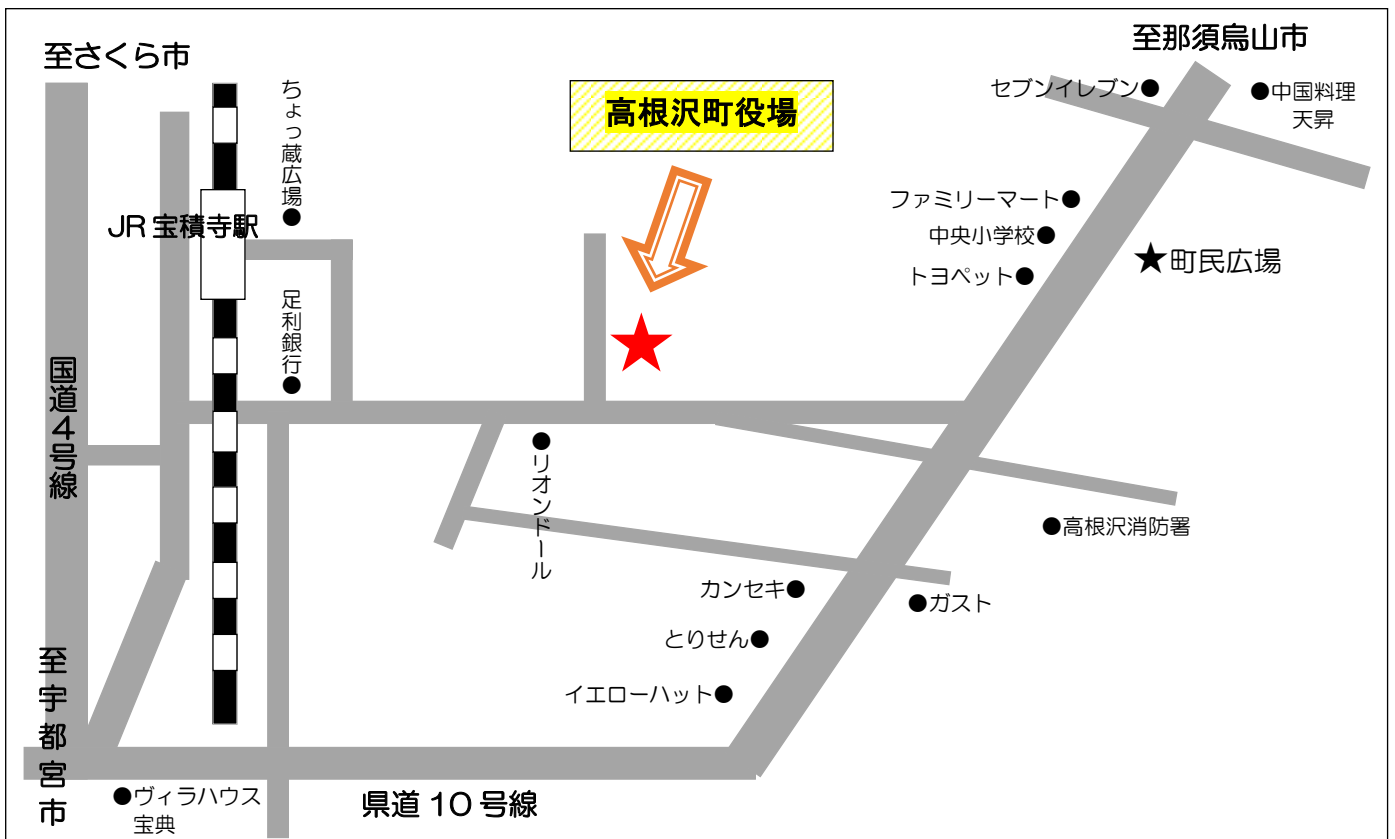 至さくら市
至那須烏山市
ちょっ蔵広場●
高根沢町役場
セブンイレブン●
●中国料理
天昇
JR宝積寺駅
ファミリーマート●
中央小学校●
★町民広場
トヨペット●
足利銀行●
国道4号線
●リオンドール
●高根沢消防署
カンセキ●
●ガスト
とりせん●
イエローハット●
至宇都宮市
●ヴィラハウス
宝典
県道10号線